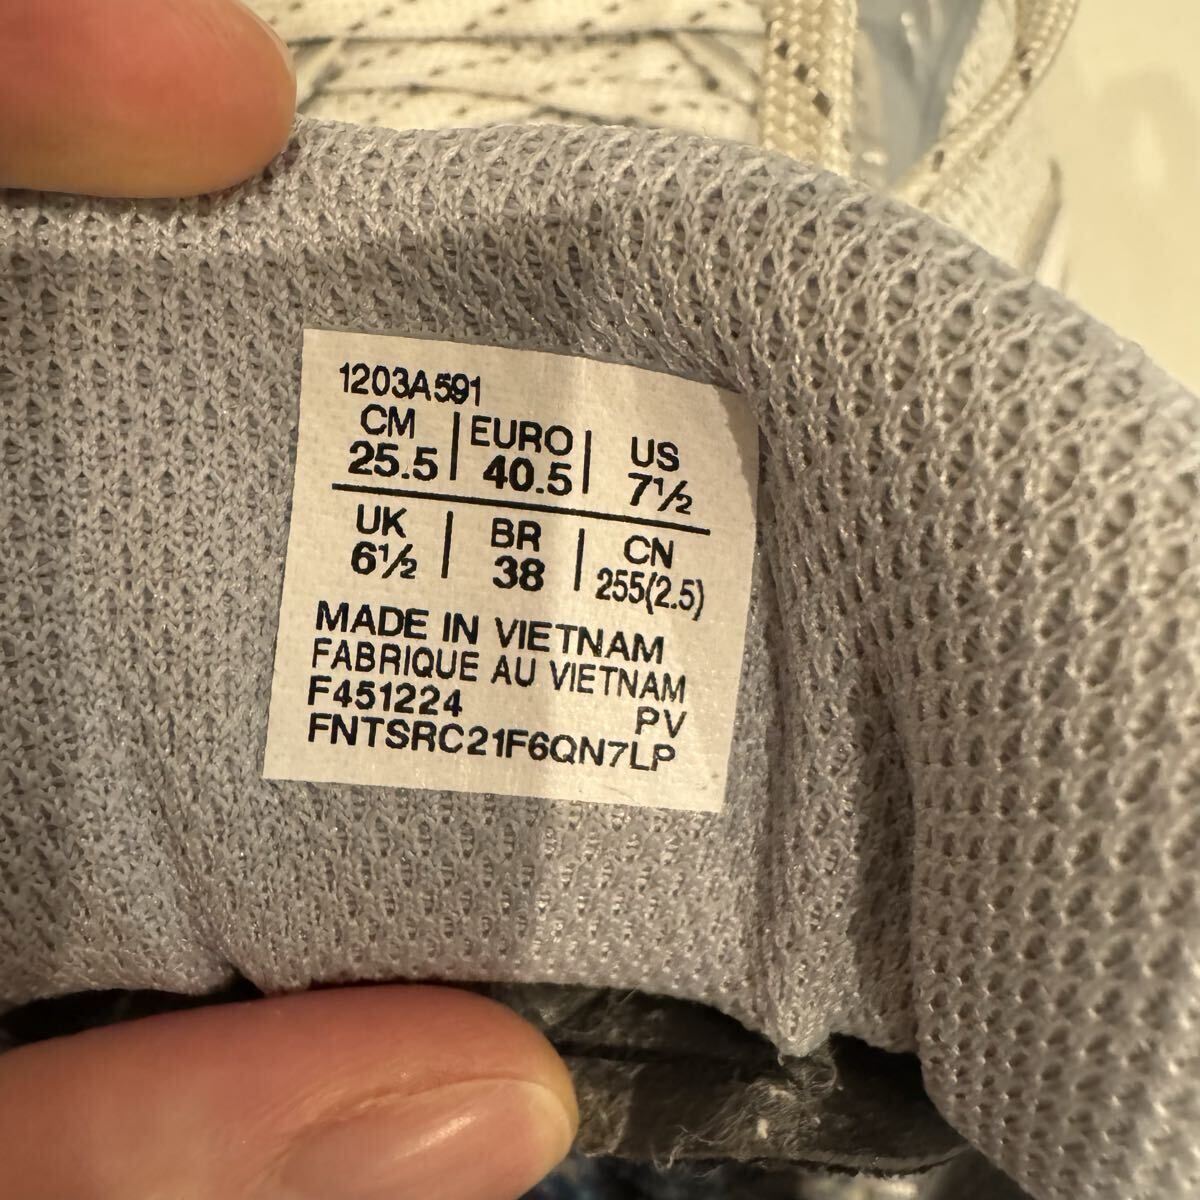 1203A591
CM | EURO | US
25.5 | 40.5 | 7½
UK | BR | CN
6½ | 38 | 255(2.5)
MADE IN VIETNAM
FABRIQUE AU VIETNAM
F451224 PV
FNTSRC21F6QN7LP